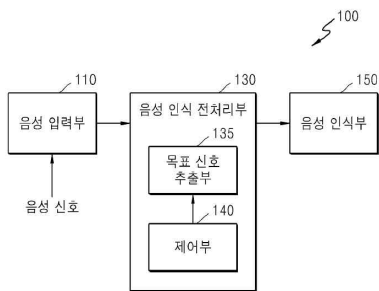 100
110
음성 입력부
음성 신호
130
음성 인식 전처리부
135
목표 신호
추출부
140
제어부
150
음성 인식부